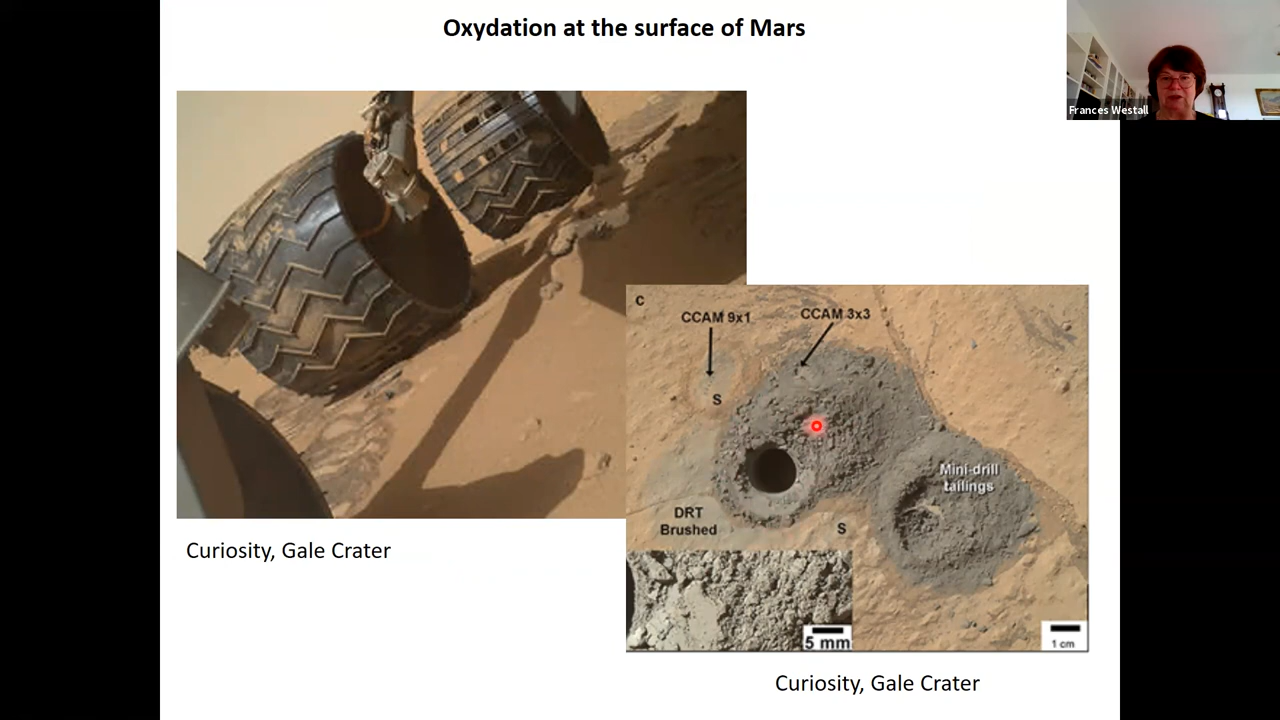 Oxydation at the surface of Mars
Frances Westall
c
CCAM 9x1
CCAM 3x3
S
Mini-drill
tailings
DRT
Brushed
S
5 mm
1 cm
Curiosity, Gale Crater
Curiosity, Gale Crater